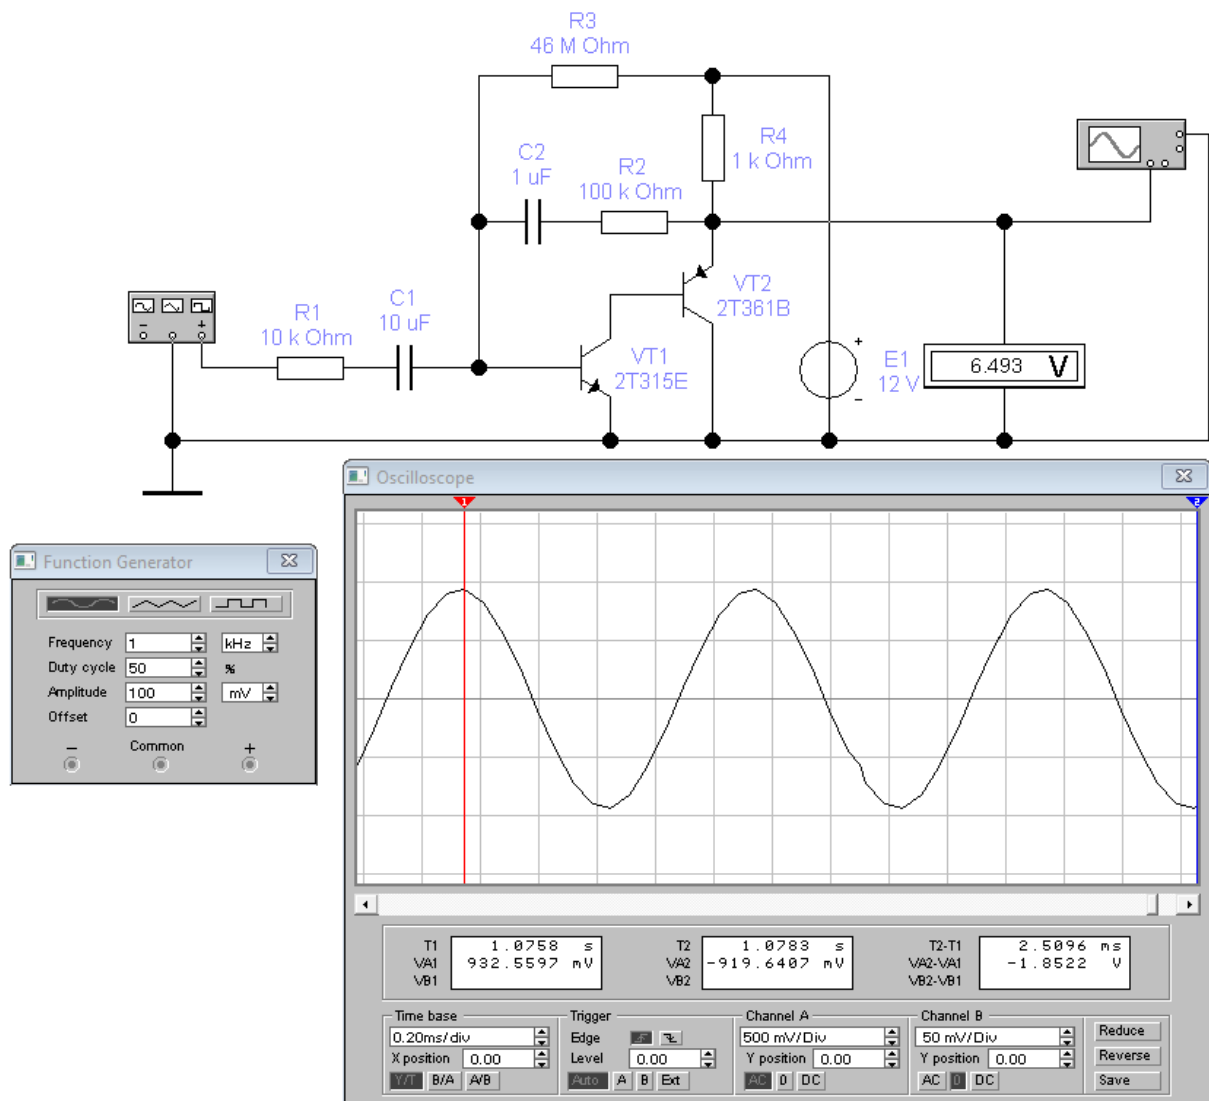 R3
46 M Ohm
R4
1 k Ohm
C2
1 uF
R2
100 k Ohm
VT2
2T361B
R1
10 k Ohm
C1
10 uF
VT1
2T315E
E1
12 V
6.493 V
Oscilloscope
1
2
Function Generator
Frequency 1 kHz
Duty cycle 50 %
Amplitude 100 mV
Offset 0
− Common +
T1 1.0758 s
VA1 932.5597 mV
VB1
T2 1.0783 s
VA2 -919.6407 mV
VB2
T2-T1 2.5096 ms
VA2-VA1 -1.8522 V
VB2-VB1
Time base
0.20ms/div
X position 0.00
Y/T B/A A/B
Trigger
Edge
Level 0.00
Auto A B Ext
Channel A
500 mV/Div
Y position 0.00
AC 0 DC
Channel B
50 mV/Div
Y position 0.00
AC 0 DC
Reduce
Reverse
Save